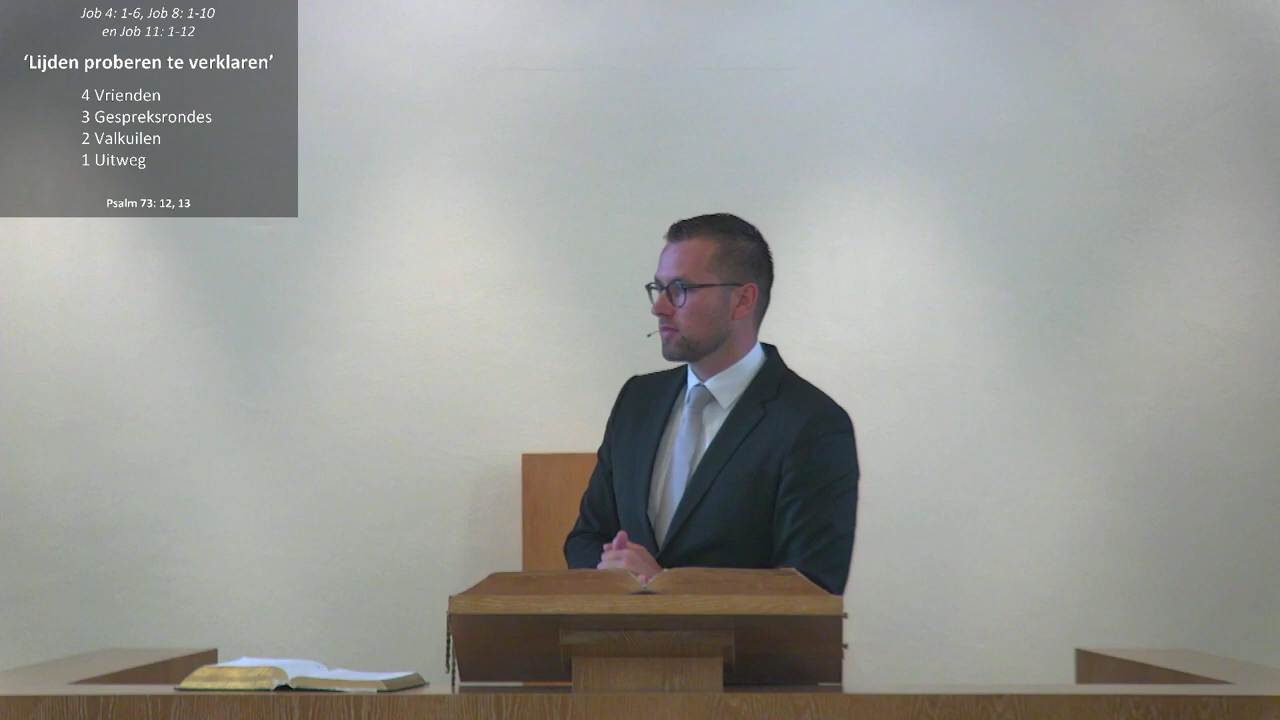 Job 4: 1-6, Job 8: 1-10
en Job 11: 1-12
‘Lijden proberen te verklaren’
4 Vrienden
3 Gespreksrondes
2 Valkuilen
1 Uitweg
Psalm 73: 12, 13